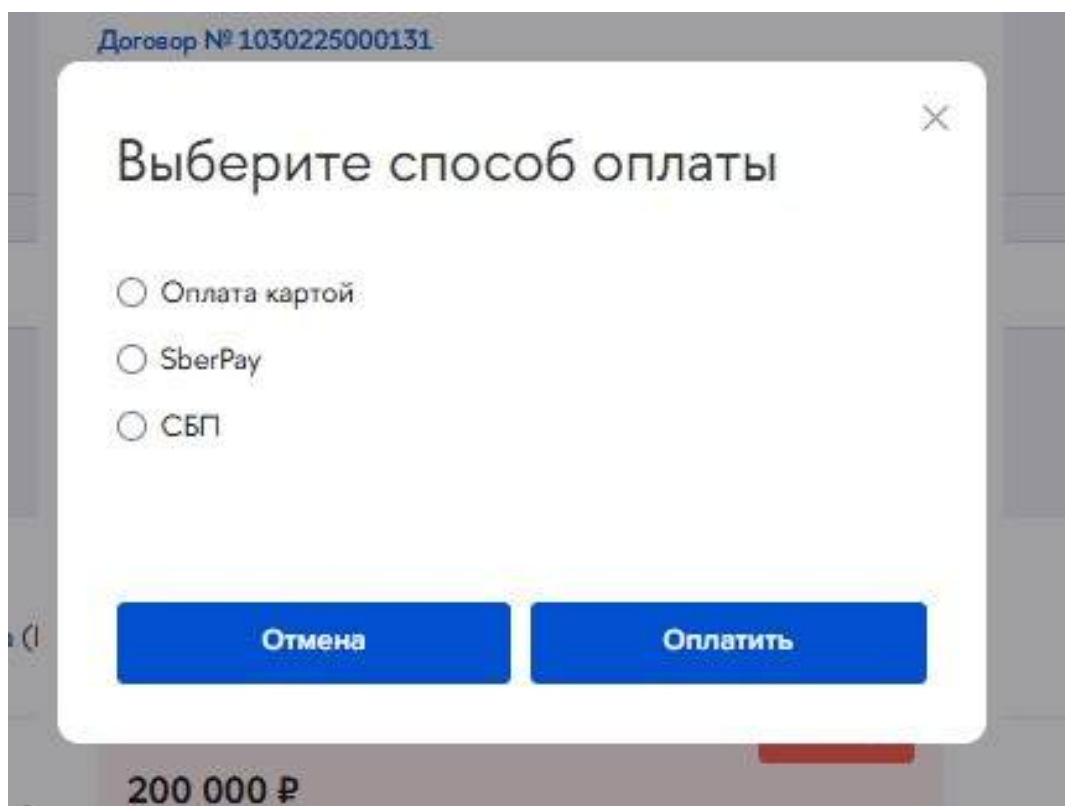 Договор № 1030225000131
Выберите способ оплаты
Оплата картой
SberPay
СБП
Отмена
Оплатить
200 000 ₽